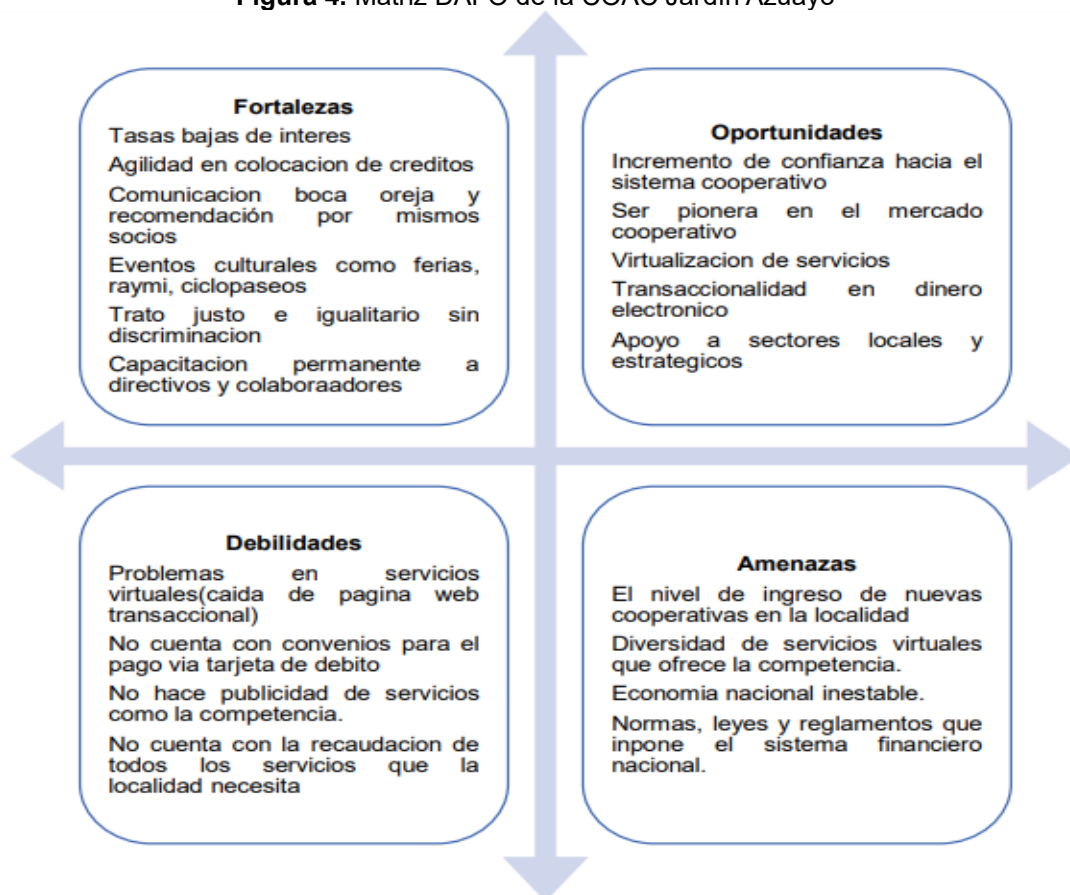 Figura 4. Matriz DAFO de la COAC Jardín Azuayo
Fortalezas
Tasas bajas de interes
Agilidad en colocacion de creditos
Comunicacion boca oreja y
recomendación por mismos
socios
Eventos culturales como ferias,
raymi, ciclopaseos
Trato justo e igualitario sin
discriminacion
Capacitacion permanente a
directivos y colaboraadores
Oportunidades
Incremento de confianza hacia el
sistema cooperativo
Ser pionera en el mercado
cooperativo
Virtualizacion de servicios
Transaccionalidad en dinero
electronico
Apoyo a sectores locales y
estrategicos
Debilidades
Problemas en servicios
virtuales(caida de pagina web
transaccional)
No cuenta con convenios para el
pago via tarjeta de debito
No hace publicidad de servicios
como la competencia.
No cuenta con la recaudacion de
todos los servicios que la
localidad necesita
Amenazas
El nivel de ingreso de nuevas
cooperativas en la localidad
Diversidad de servicios virtuales
que ofrece la competencia.
Economia nacional inestable.
Normas, leyes y reglamentos que
inpone el sistema financiero
nacional.